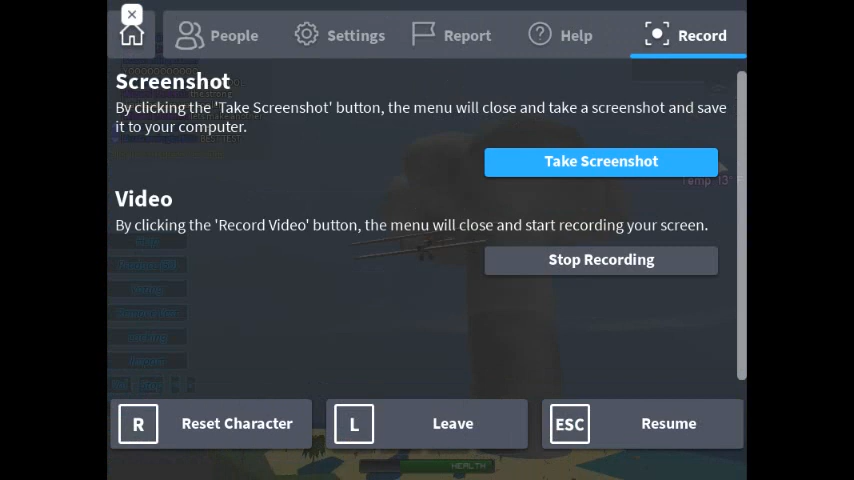 People
Settings
Report
Help
Record
Screenshot
By clicking the 'Take Screenshot' button, the menu will close and take a screenshot and save
it to your computer.
Take Screenshot
Video
By clicking the 'Record Video' button, the menu will close and start recording your screen.
Stop Recording
R Reset Character
L Leave
ESC Resume
HEALTH